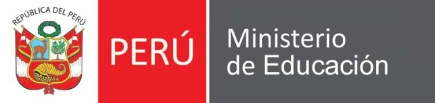 REPÚBLICA DEL PERÚ
PERÚ
Ministerio
de Educación